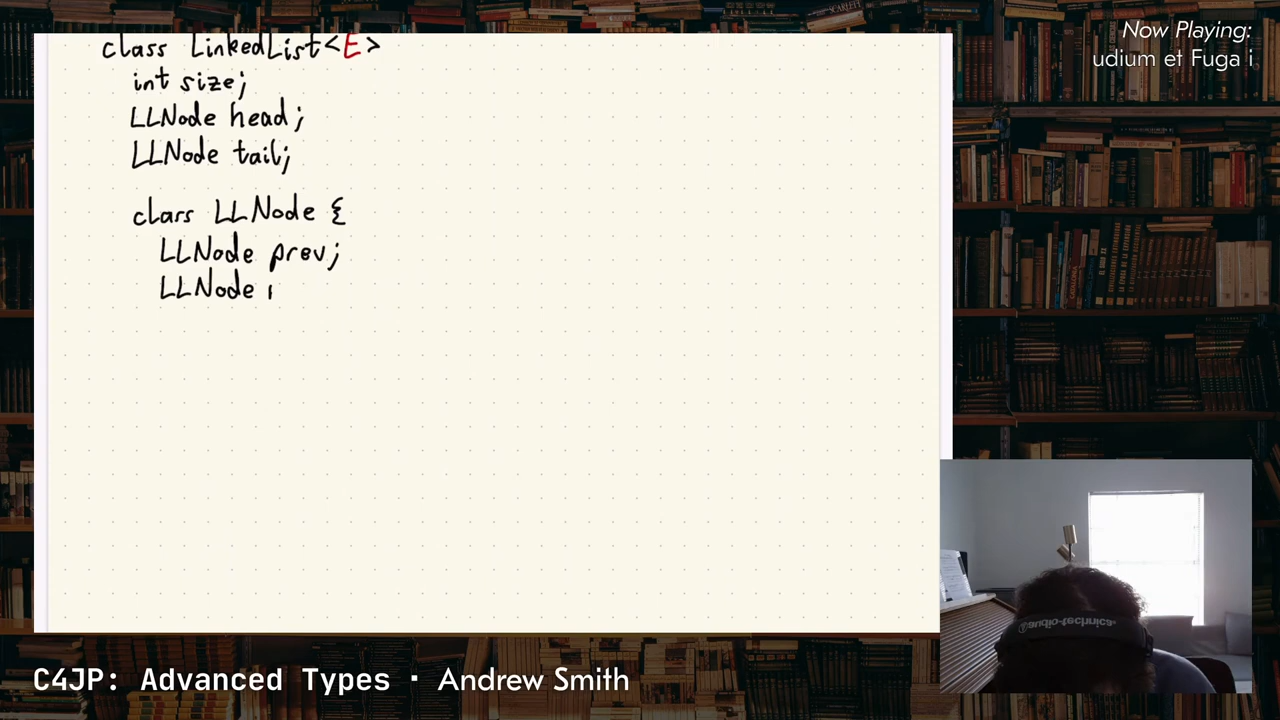 Now Playing:
udium et Fuga i
class LinkedList<E>
int size;
LLNode head;
LLNode tail;
class LLNode {
LLNode prev;
LLNode
audio-technica
C4JP: Advanced Types · Andrew Smith